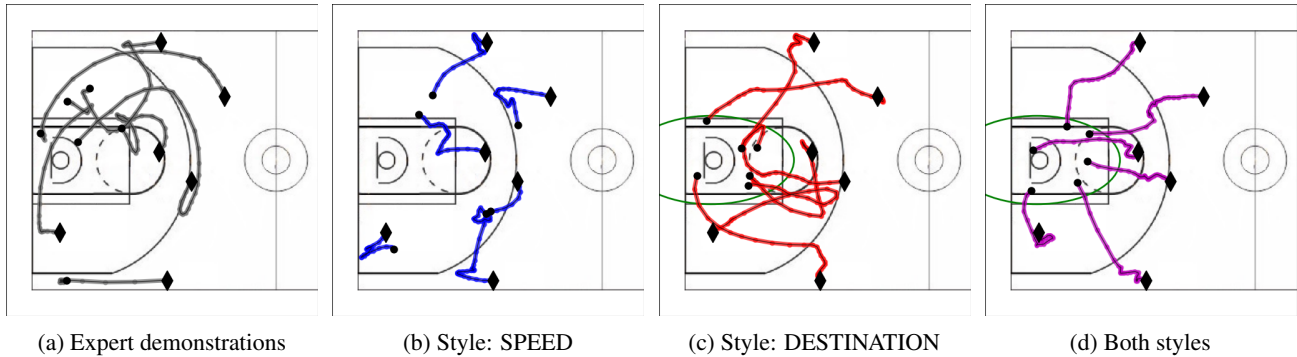 (a) Expert demonstrations
(b) Style: SPEED
(c) Style: DESTINATION
(d) Both styles